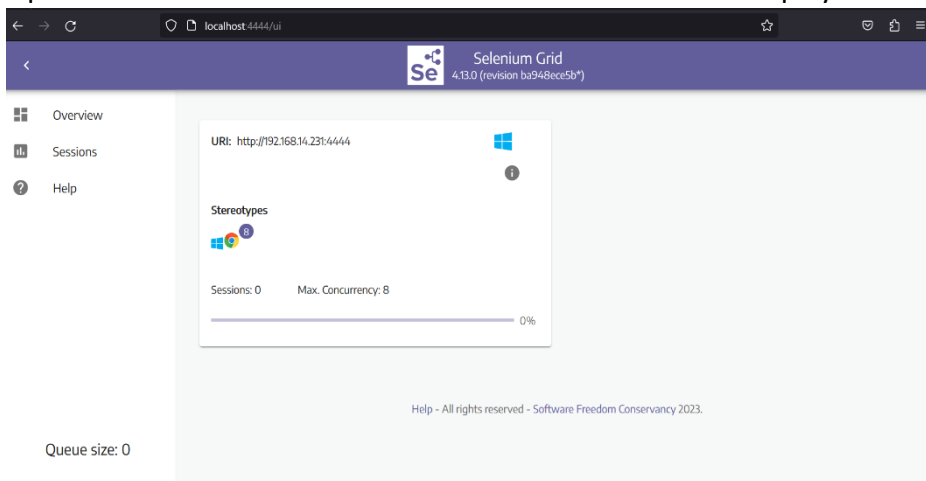 localhost:4444/ui
Se
Selenium Grid
4.13.0 (revision ba948ece5b*)
Overview
Sessions
Help
URI: http://192.168.14.231:4444
Stereotypes
8
Sessions: 0 Max. Concurrency: 8
0%
Help - All rights reserved - Software Freedom Conservancy 2023.
Queue size: 0